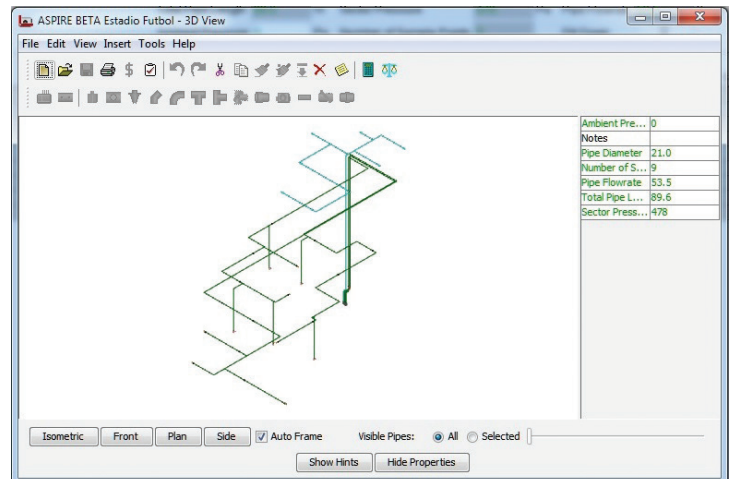 ASPIRE BETA Estadio Futbol - 3D View
File Edit View Insert Tools Help
Ambient Pre... 0
Notes
Pipe Diameter 21.0
Number of S... 9
Pipe Flowrate 53.5
Total Pipe L... 89.6
Sector Press... 478
Isometric Front Plan Side Auto Frame Visible Pipes: All Selected
Show Hints Hide Properties